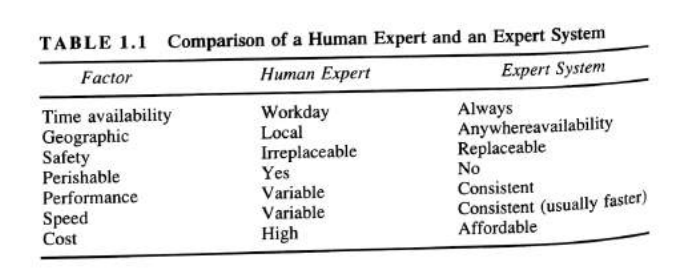 TABLE 1.1 Comparison of a Human Expert and an Expert System
Factor Human Expert Expert System
Time availability Workday Always
Geographic Local Anywhereavailability
Safety Irreplaceable Replaceable
Perishable Yes No
Performance Variable Consistent
Speed Variable Consistent (usually faster)
Cost High Affordable